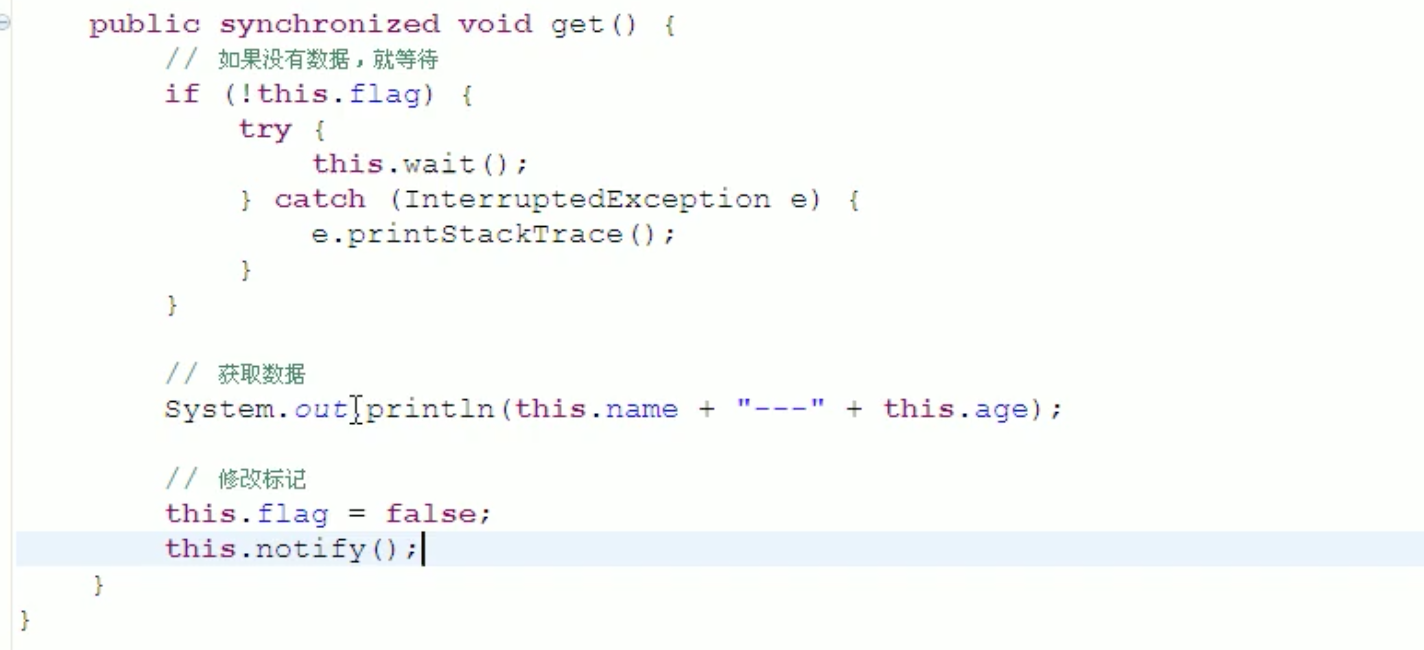 public synchronized void get() {
// 如果没有数据，就等待
if (!this.flag) {
try {
this.wait();
} catch (InterruptedException e) {
e.printStackTrace();
}
}
// 获取数据
System.out.println(this.name + "---" + this.age);
// 修改标记
this.flag = false;
this.notify();
}
}